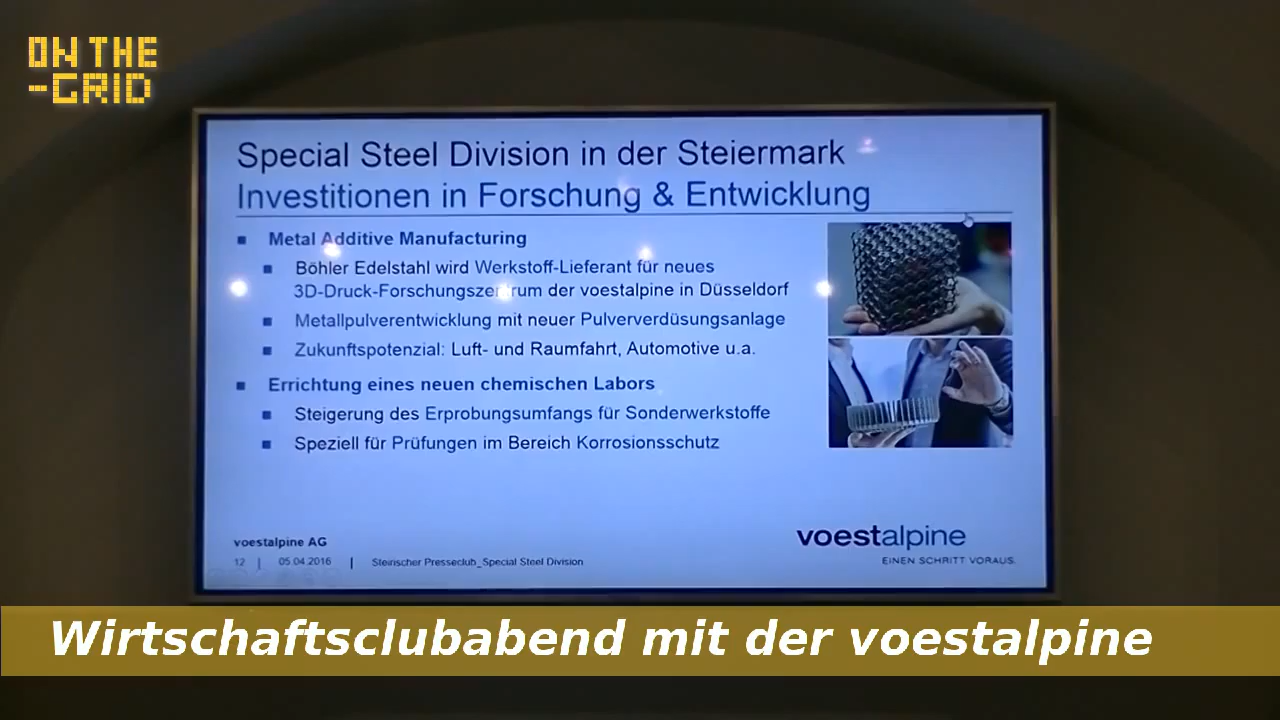 ON THE
-GRID
Special Steel Division in der Steiermark
Investitionen in Forschung & Entwicklung
Metal Additive Manufacturing
Böhler Edelstahl wird Werkstoff-Lieferant für neues
3D-Druck-Forschungszentrum der voestalpine in Düsseldorf
Metallpulverentwicklung mit neuer Pulververdüsungsanlage
Zukunftspotenzial: Luft- und Raumfahrt, Automotive u.a.
Errichtung eines neuen chemischen Labors
Steigerung des Erprobungsumfangs für Sonderwerkstoffe
Speziell für Prüfungen im Bereich Korrosionsschutz
voestalpine AG
12 | 05.04.2016 | Steirischer Presseclub_Special Steel Division
voestalpine
EINEN SCHRITT VORAUS.
Wirtschaftsclubabend mit der voestalpine